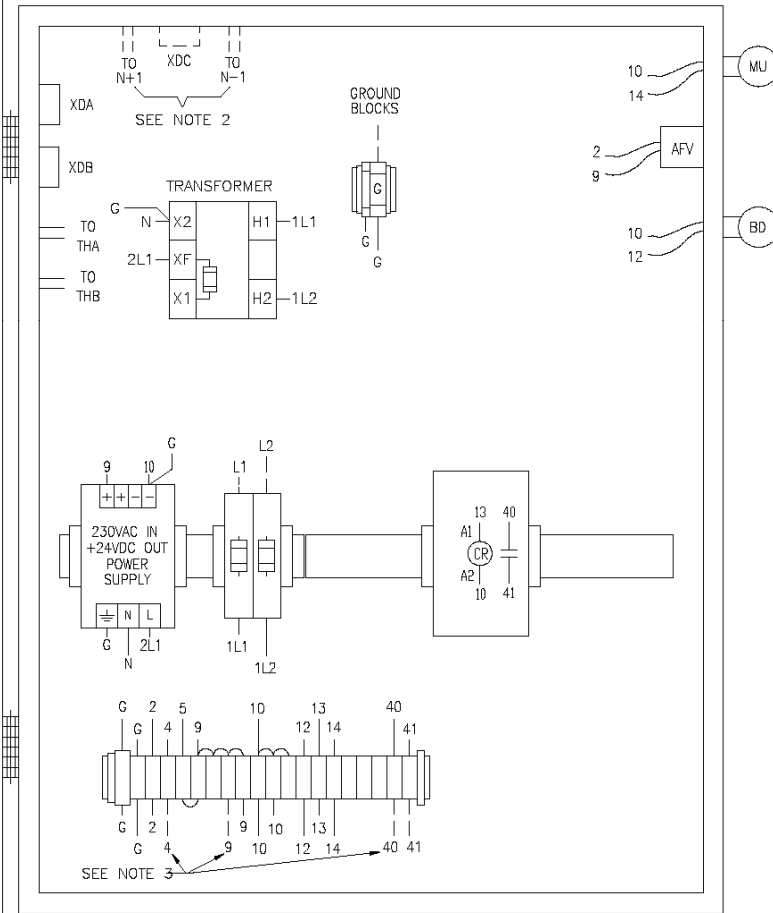 TO
N+1
XDC
TO
N-1
SEE NOTE 2
XDA
XDB
TO
THA
TO
THB
TRANSFORMER
G
N
X2
H1
1L1
2L1
XF
X1
H2
1L2
GROUND
BLOCKS
G
G
G
10
14
MU
2
9
AFV
10
12
BD
9
10
G
+ + - -
230VAC IN
+24VDC OUT
POWER
SUPPLY
N L
G
2L1
N
L1
L2
1L1
1L2
13 40
A1
CR
A2
10 41
G 2 5 10 13 40
G 4 9 12 14 41
G 2 9 10 13
G 4 9 10 12 14 40 41
SEE NOTE 3